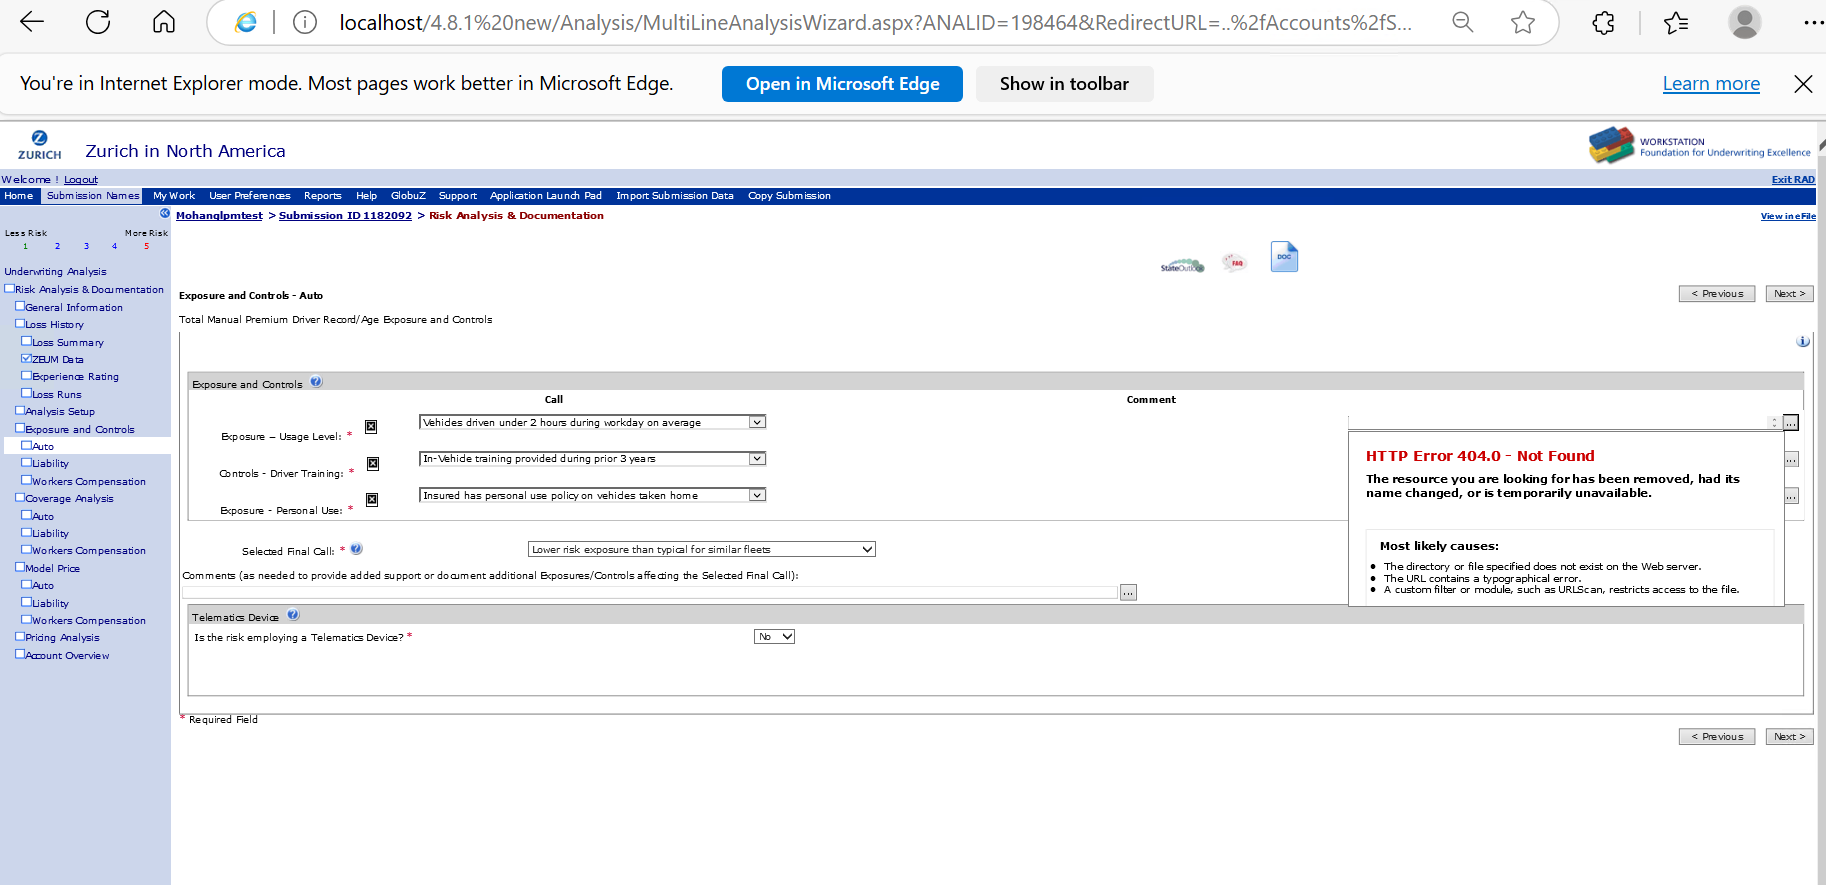 localhost/4.8.1%20new/Analysis/MultiLineAnalysisWizard.aspx?ANALID=198464&RedirectURL=..%2fAccounts%2fS...
You're in Internet Explorer mode. Most pages work better in Microsoft Edge.
Open in Microsoft Edge
Show in toolbar
Learn more
Z
ZURICH
Zurich in North America
WORKSTATION
Foundation for Underwriting Excellence
Welcome ! Logout
Exit RAD
Home Submission Names My Work User Preferences Reports Help GlobuZ Support Application Launch Pad Import Submission Data Copy Submission
Mohanglpmtest > Submission ID 1182092 > Risk Analysis & Documentation
View in eFile
Less Risk More Risk
1 2 3 4 5
Underwriting Analysis
Risk Analysis & Documentation
General Information
Loss History
Loss Summary
ZEUM Data
Experience Rating
Loss Runs
Analysis Setup
Exposure and Controls
Auto
Liability
Workers Compensation
Coverage Analysis
Auto
Liability
Workers Compensation
Model Price
Auto
Liability
Workers Compensation
Pricing Analysis
Account Overview
StateOutlook
FAQ
DOC
Exposure and Controls - Auto
< Previous Next >
Total Manual Premium Driver Record/Age Exposure and Controls
Exposure and Controls
Call Comment
Exposure – Usage Level: *
Vehicles driven under 2 hours during workday on average
...
Controls - Driver Training: *
In-Vehicle training provided during prior 3 years
...
Exposure - Personal Use: *
Insured has personal use policy on vehicles taken home
...
HTTP Error 404.0 - Not Found
The resource you are looking for has been removed, had its
name changed, or is temporarily unavailable.
Most likely causes:
• The directory or file specified does not exist on the Web server.
• The URL contains a typographical error.
• A custom filter or module, such as URLScan, restricts access to the file.
Selected Final Call: *
Lower risk exposure than typical for similar fleets
Comments (as needed to provide added support or document additional Exposures/Controls affecting the Selected Final Call):
...
Telematics Device
Is the risk employing a Telematics Device? *
No
* Required Field
< Previous Next >